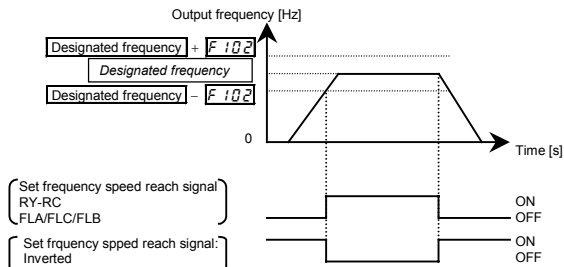 Output frequency [Hz]
Designated frequency + F 102
Designated frequency
Designated frequency – F 102
0
Time [s]
Set frequency speed reach signal
RY-RC
FLA/FLC/FLB
ON
OFF
Set frquency spped reach signal:
Inverted
ON
OFF